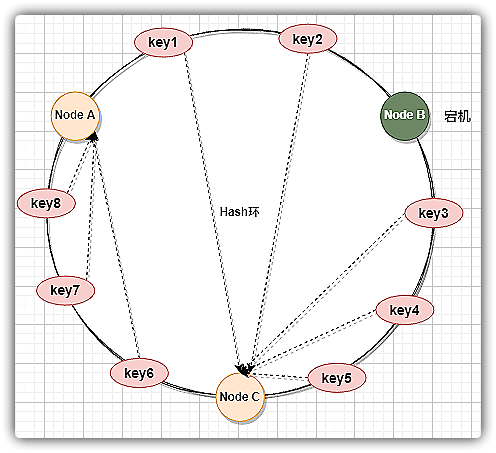 key1
key2
Node A
Node B
宕机
key8
Hash环
key3
key7
key4
key6
key5
Node C